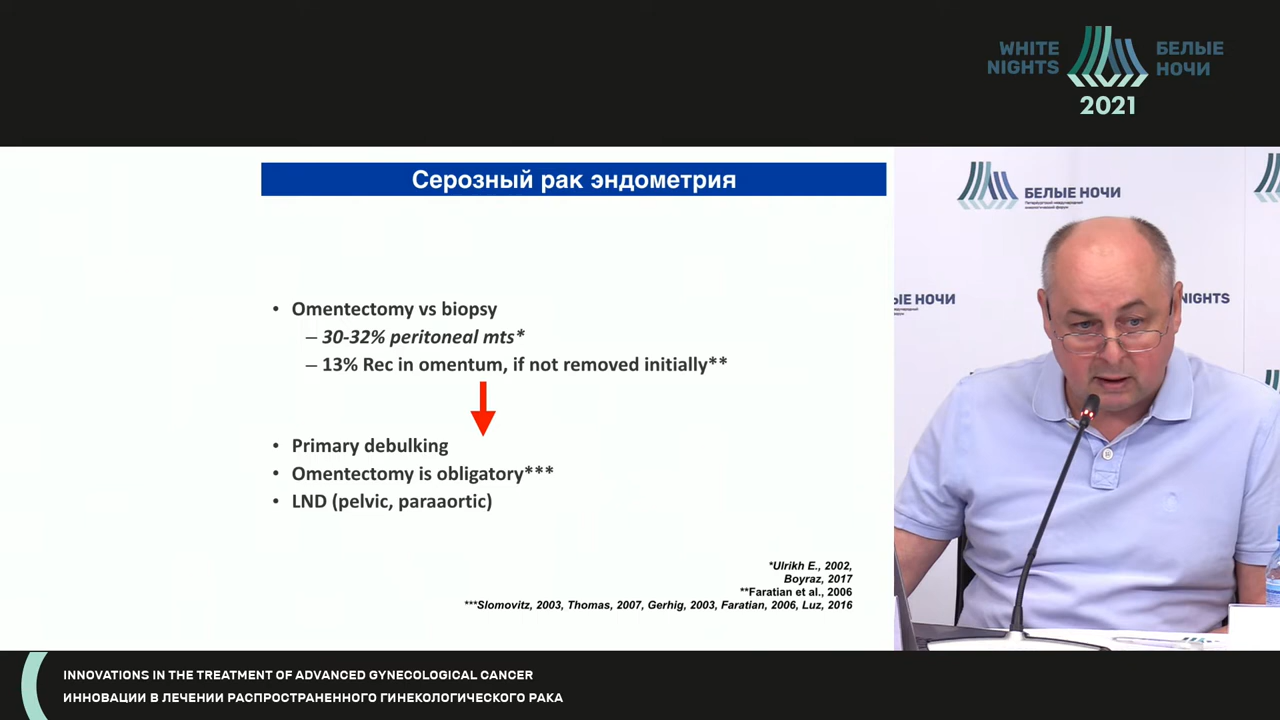 WHITE
NIGHTS
БЕЛЫЕ
НОЧИ
2021
Серозный рак эндометрия
• Omentectomy vs biopsy
– 30-32% peritoneal mts*
– 13% Rec in omentum, if not removed initially**
• Primary debulking
• Omentectomy is obligatory***
• LND (pelvic, paraaortic)
*Ulrikh E., 2002,
Boyraz, 2017
**Faratian et al., 2006
***Slomovitz, 2003, Thomas, 2007, Gerhig, 2003, Faratian, 2006, Luz, 2016
БЕЛЫЕ НОЧИ
ЫЕ НОЧИ
NIGHTS
INNOVATIONS IN THE TREATMENT OF ADVANCED GYNECOLOGICAL CANCER
ИННОВАЦИИ В ЛЕЧЕНИИ РАСПРОСТРАНЕННОГО ГИНЕКОЛОГИЧЕСКОГО РАКА